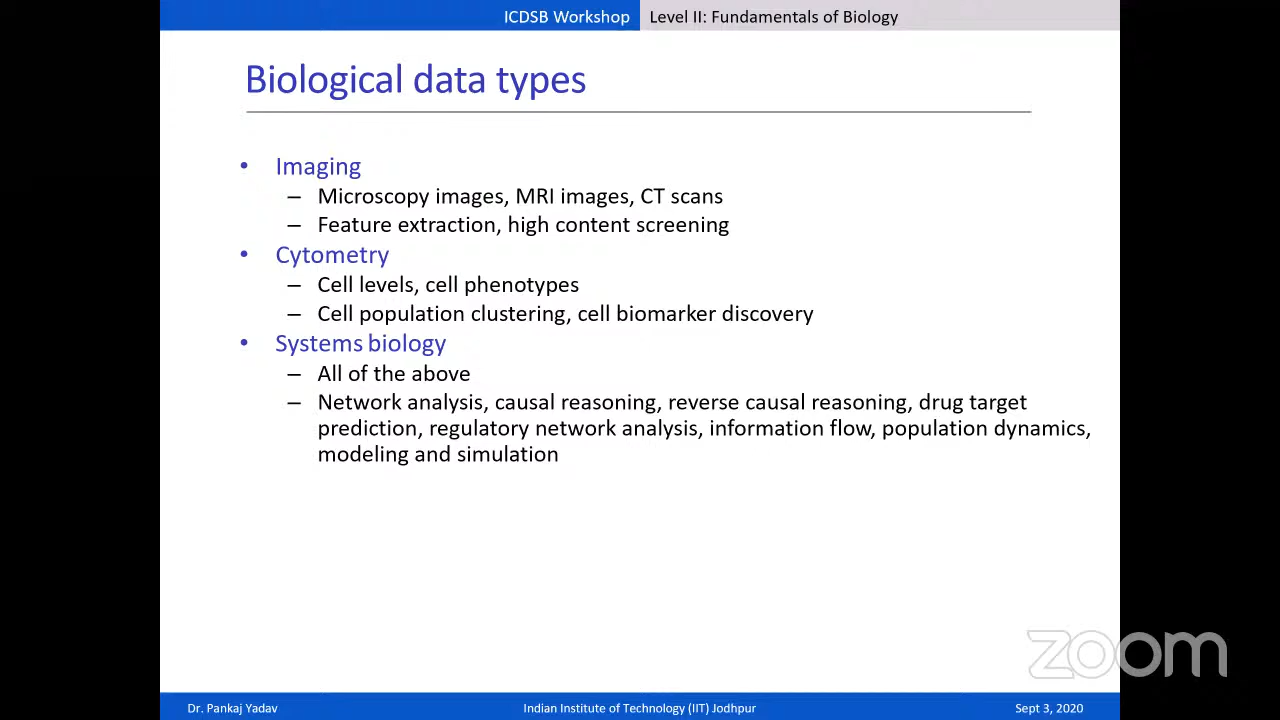 ICDSB Workshop Level II: Fundamentals of Biology
Biological data types
• Imaging
– Microscopy images, MRI images, CT scans
– Feature extraction, high content screening
• Cytometry
– Cell levels, cell phenotypes
– Cell population clustering, cell biomarker discovery
• Systems biology
– All of the above
– Network analysis, causal reasoning, reverse causal reasoning, drug target
prediction, regulatory network analysis, information flow, population dynamics,
modeling and simulation
zoom
Dr. Pankaj Yadav Indian Institute of Technology (IIT) Jodhpur Sept 3, 2020